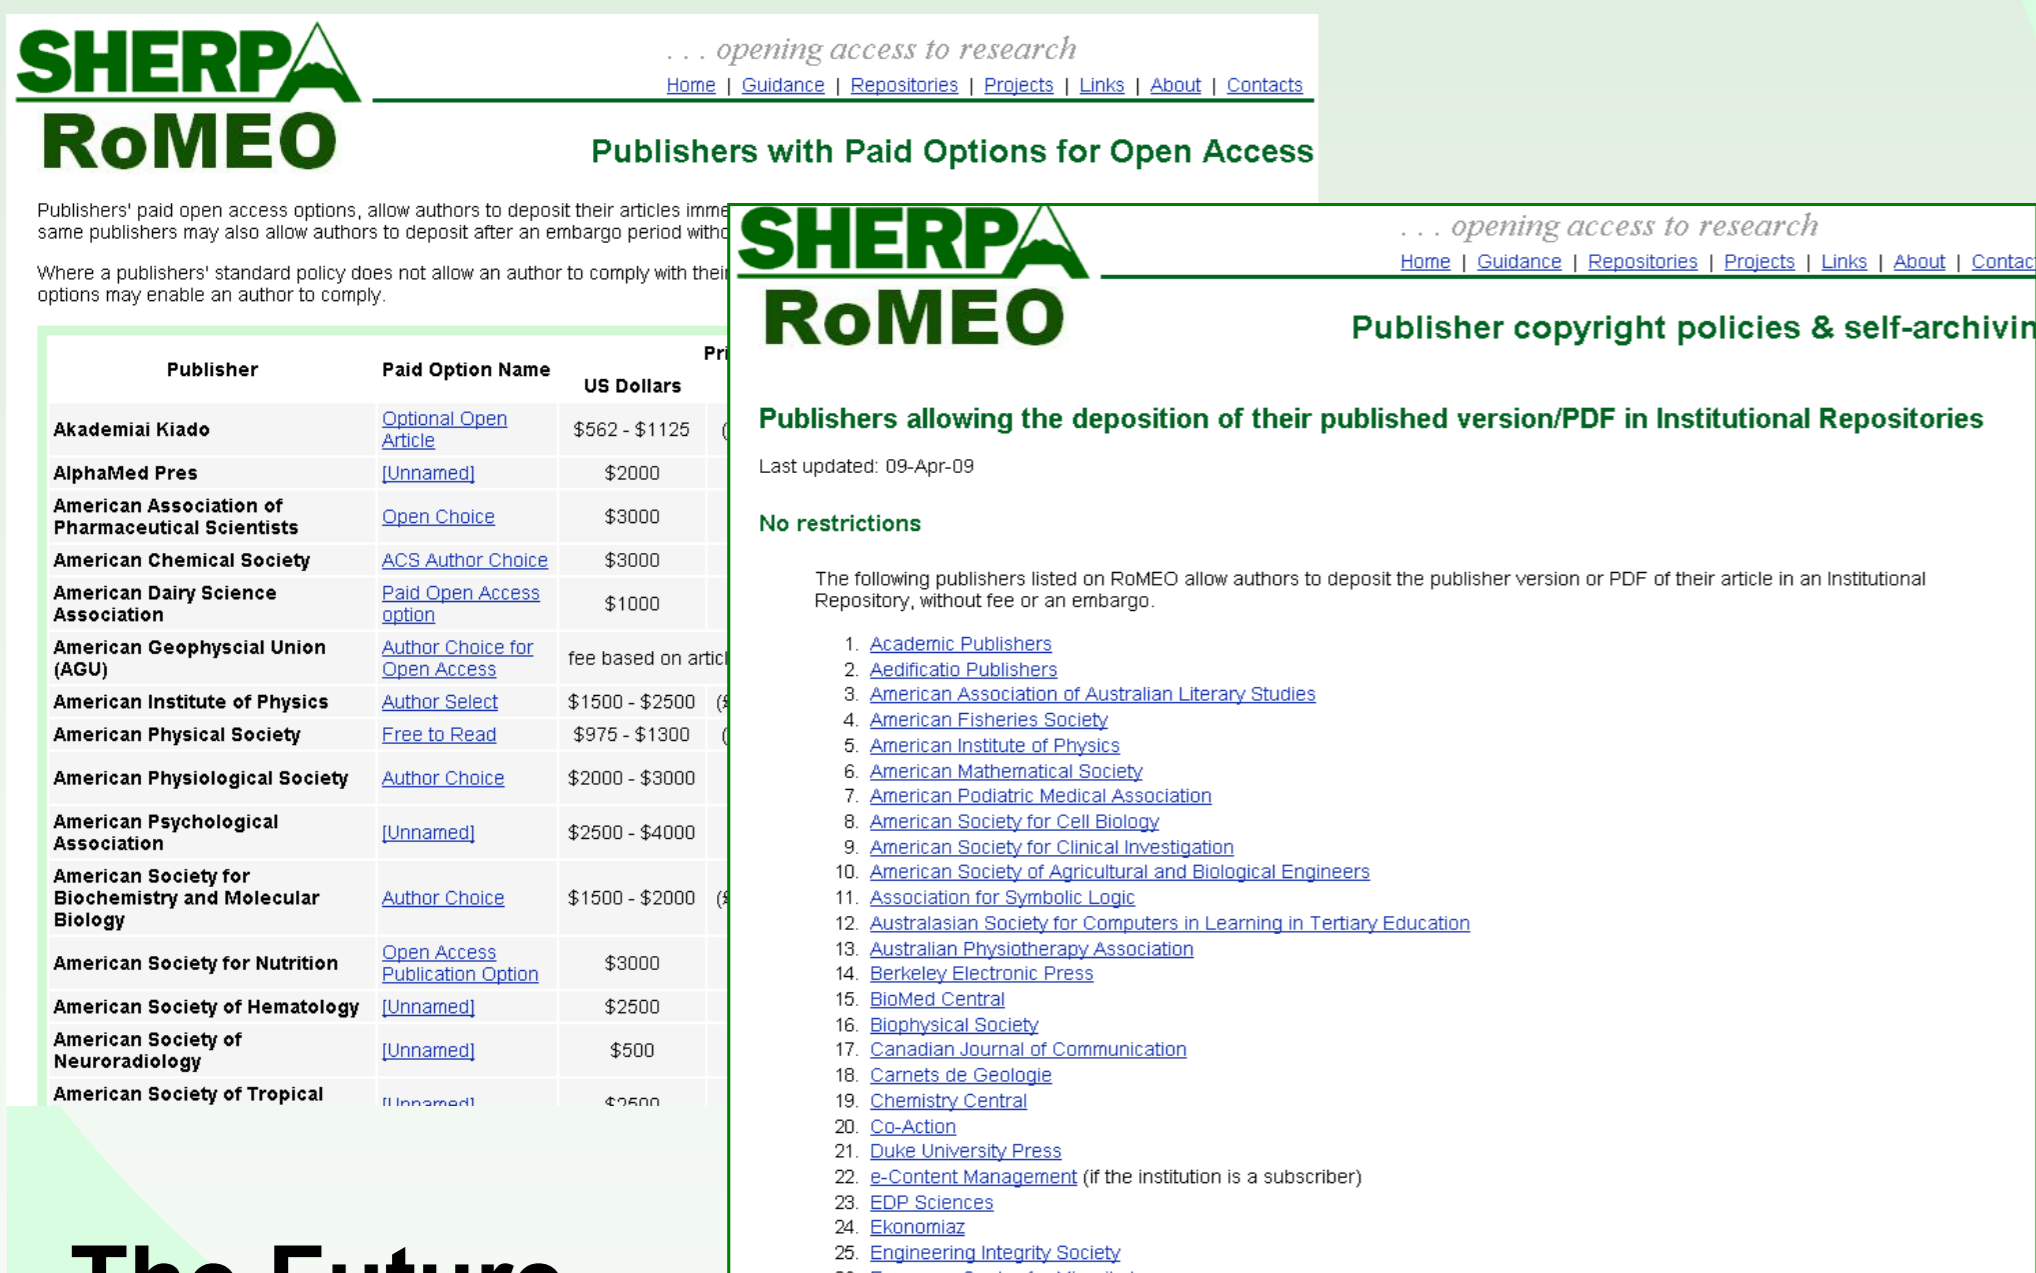 SHERPA
RoMEO
. . . opening access to research
Home | Guidance | Repositories | Projects | Links | About | Contacts
Publishers with Paid Options for Open Access
Publishers' paid open access options, allow authors to deposit their articles
same publishers may also allow authors to deposit after an embargo period
Where a publishers' standard policy does not allow an author to comply with
options may enable an author to comply.
Publisher Paid Option Name
US Dollars
Akademiai Kiado Optional Open Article $562 - $1125
AlphaMed Pres [Unnamed] $2000
American Association of Pharmaceutical Scientists Open Choice $3000
American Chemical Society ACS Author Choice $3000
American Dairy Science Association Paid Open Access option $1000
American Geophyscial Union (AGU) Author Choice for Open Access fee based on
American Institute of Physics Author Select $1500 - $2500
American Physical Society Free to Read $975 - $1300
American Physiological Society Author Choice $2000 - $3000
American Psychological Association [Unnamed] $2500 - $4000
American Society for Biochemistry and Molecular Biology Author Choice $1500 - $2000
American Society for Nutrition Open Access Publication Option $3000
American Society of Hematology [Unnamed] $2500
American Society of Neuroradiology [Unnamed] $500
American Society of Tropical [Unnamed] $2500
SHERPA
RoMEO
. . . opening access to research
Home | Guidance | Repositories | Projects | Links | About | Contac
Publisher copyright policies & self-archivin
Publishers allowing the deposition of their published version/PDF in Institutional Repositories
Last updated: 09-Apr-09
No restrictions
The following publishers listed on RoMEO allow authors to deposit the publisher version or PDF of their article in an Institutional
Repository, without fee or an embargo.
1. Academic Publishers
2. Aedificatio Publishers
3. American Association of Australian Literary Studies
4. American Fisheries Society
5. American Institute of Physics
6. American Mathematical Society
7. American Podiatric Medical Association
8. American Society for Cell Biology
9. American Society for Clinical Investigation
10. American Society of Agricultural and Biological Engineers
11. Association for Symbolic Logic
12. Australasian Society for Computers in Learning in Tertiary Education
13. Australian Physiotherapy Association
14. Berkeley Electronic Press
15. BioMed Central
16. Biophysical Society
17. Canadian Journal of Communication
18. Carnets de Geologie
19. Chemistry Central
20. Co-Action
21. Duke University Press
22. e-Content Management (if the institution is a subscriber)
23. EDP Sciences
24. Ekonomiaz
25. Engineering Integrity Society
The Future